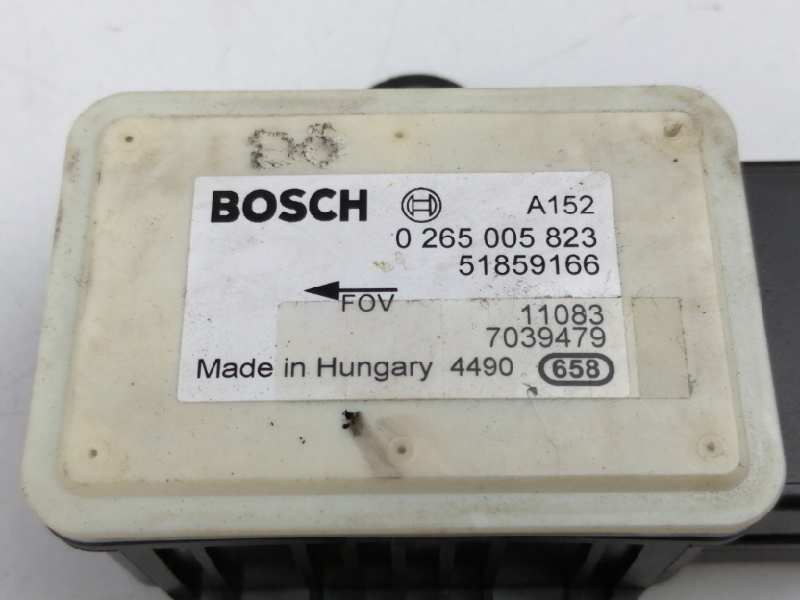 BOSCH A152
0 265 005 823
51859166
FOV
11083
7039479
Made in Hungary 4490 658